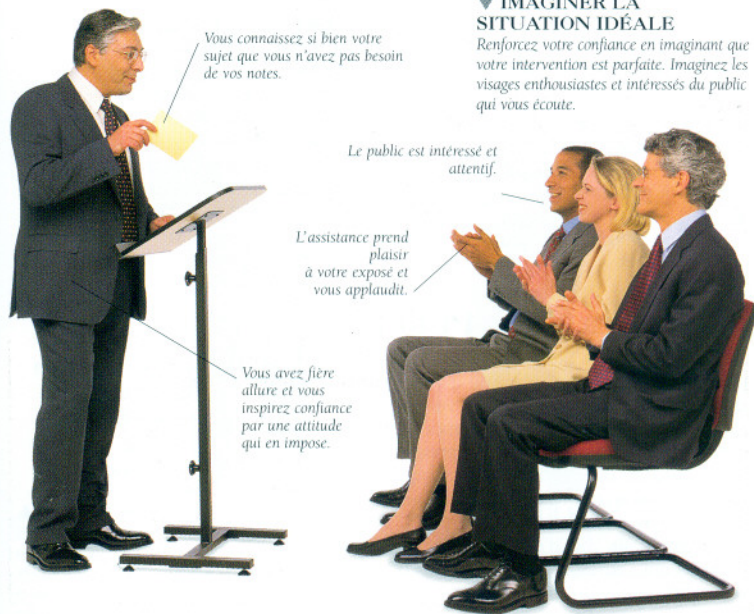 ▼ IMAGINER LA
SITUATION IDÉALE
Renforcez votre confiance en imaginant que
votre intervention est parfaite. Imaginez les
visages enthousiastes et intéressés du public
qui vous écoute.
Vous connaissez si bien votre
sujet que vous n'avez pas besoin
de vos notes.
Le public est intéressé et
attentif.
L'assistance prend
plaisir
à votre exposé et
vous applaudit.
Vous avez fière
allure et vous
inspirez confiance
par une attitude
qui en impose.